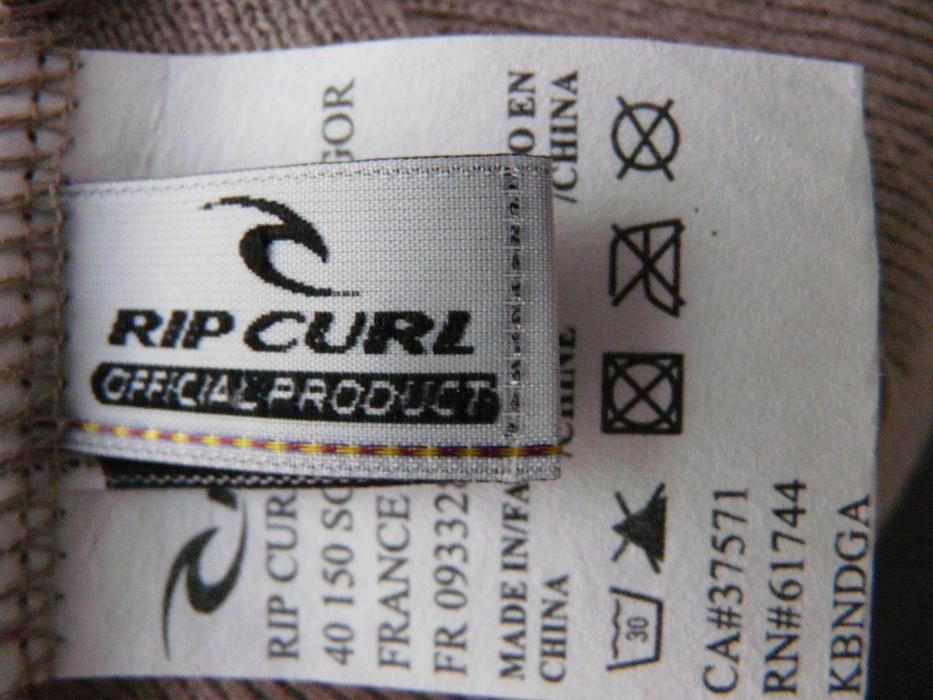 RIP CURL
OFFICIAL PRODUCT
RIP CUR
40 150 SO GOR
FRANCE
FR 09332
MADE IN/FA O EN
CHINA /CHINE /CHINA
30
CA#37571
RN#61744
KBNDGA